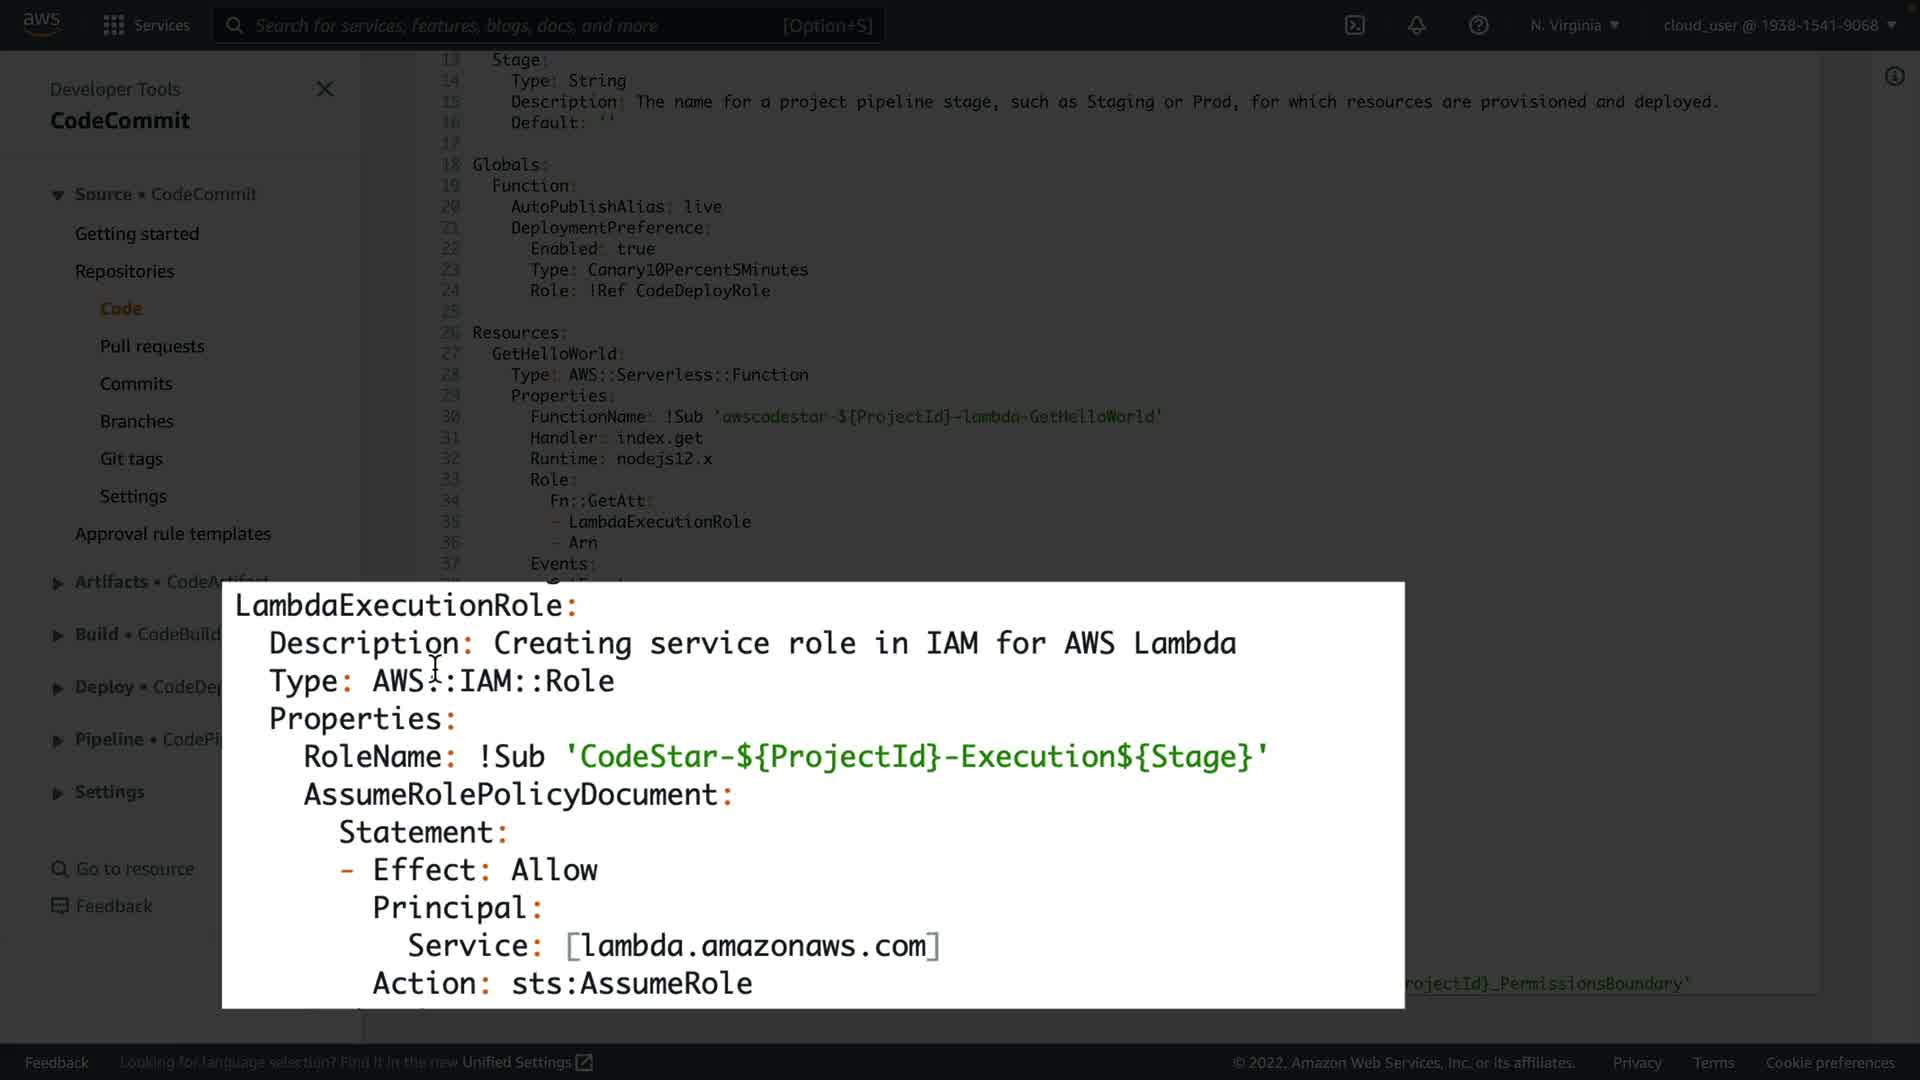 aws
Services
Search for services, features, blogs, docs, and more
[Option+S]
N. Virginia ▼
cloud_user @ 1938-1541-9068 ▼
Developer Tools
CodeCommit
Source • CodeCommit
Getting started
Repositories
Code
Pull requests
Commits
Branches
Git tags
Settings
Approval rule templates
Artifacts • CodeArtifact
Build • CodeBuild
Deploy • CodeDep
Pipeline • CodePi
Settings
Go to resource
Feedback
13 Stage:
14 Type: String
15 Description: The name for a project pipeline stage, such as Staging or Prod, for which resources are provisioned and deployed.
16 Default: ''
17
18 Globals:
19 Function:
20 AutoPublishAlias: live
21 DeploymentPreference:
22 Enabled: true
23 Type: Canary10Percent5Minutes
24 Role: !Ref CodeDeployRole
25
26 Resources:
27 GetHelloWorld:
28 Type: AWS::Serverless::Function
29 Properties:
30 FunctionName: !Sub 'awscodestar-${ProjectId}-lambda-GetHelloWorld'
31 Handler: index.get
32 Runtime: nodejs12.x
33 Role:
34 Fn::GetAtt:
35 - LambdaExecutionRole
36 - Arn
37 Events:
LambdaExecutionRole:
Description: Creating service role in IAM for AWS Lambda
Type: AWS::IAM::Role
Properties:
RoleName: !Sub 'CodeStar-${ProjectId}-Execution${Stage}'
AssumeRolePolicyDocument:
Statement:
- Effect: Allow
Principal:
Service: [lambda.amazonaws.com]
Action: sts:AssumeRole
rojectId}_PermissionsBoundary'
Feedback
Looking for language selection? Find it in the new Unified Settings
© 2022, Amazon Web Services, Inc. or its affiliates.
Privacy
Terms
Cookie preferences